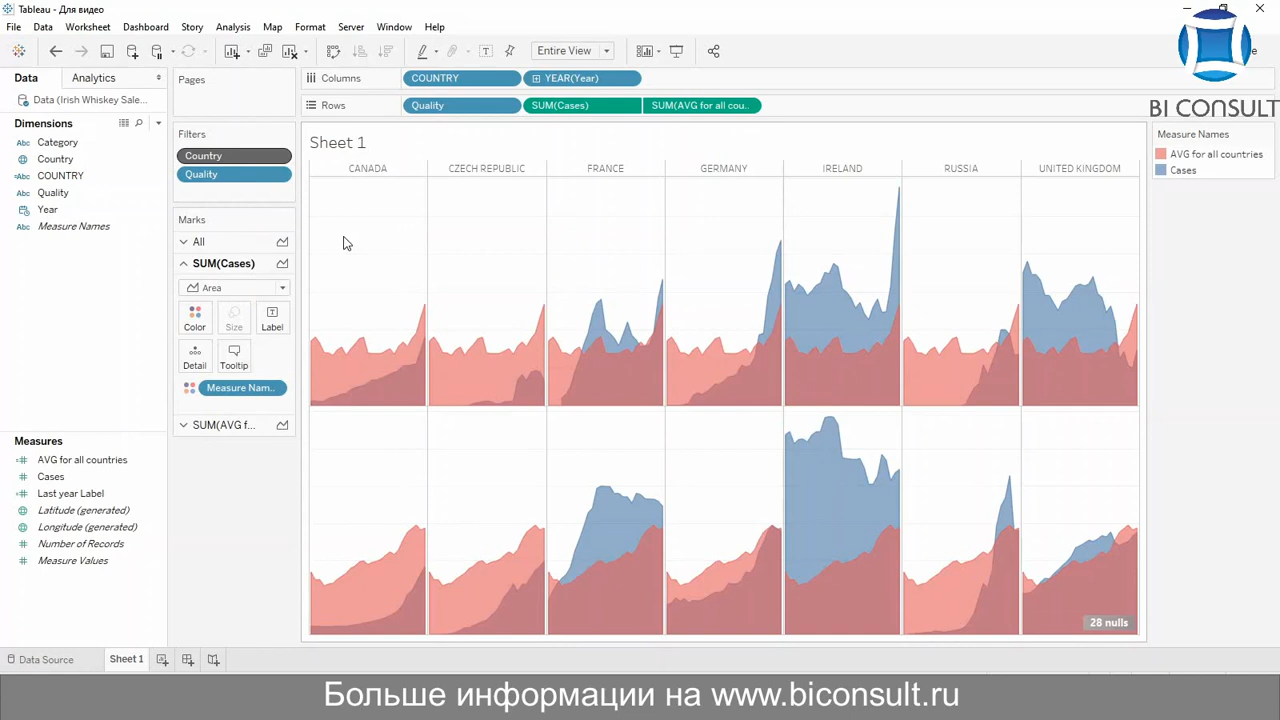 Tableau - Для видео
File Data Worksheet Dashboard Story Analysis Map Format Server Window Help
Entire View
BI CONSULT
Data Analytics
Data (Irish Whiskey Sale...
Dimensions
Abc Category
Country
Abc COUNTRY
Abc Quality
Year
Abc Measure Names
Measures
AVG for all countries
Cases
Last year Label
Latitude (generated)
Longitude (generated)
Number of Records
Measure Values
Pages
Filters
Country
Quality
Marks
All
SUM(Cases)
Area
Color Size Label
Detail Tooltip
Measure Nam..
SUM(AVG f...
Columns COUNTRY YEAR(Year)
Rows Quality SUM(Cases) SUM(AVG for all cou..
Sheet 1
CANADA CZECH REPUBLIC FRANCE GERMANY IRELAND RUSSIA UNITED KINGDOM
28 nulls
Measure Names
AVG for all countries
Cases
Data Source Sheet 1
Больше информации на www.biconsult.ru